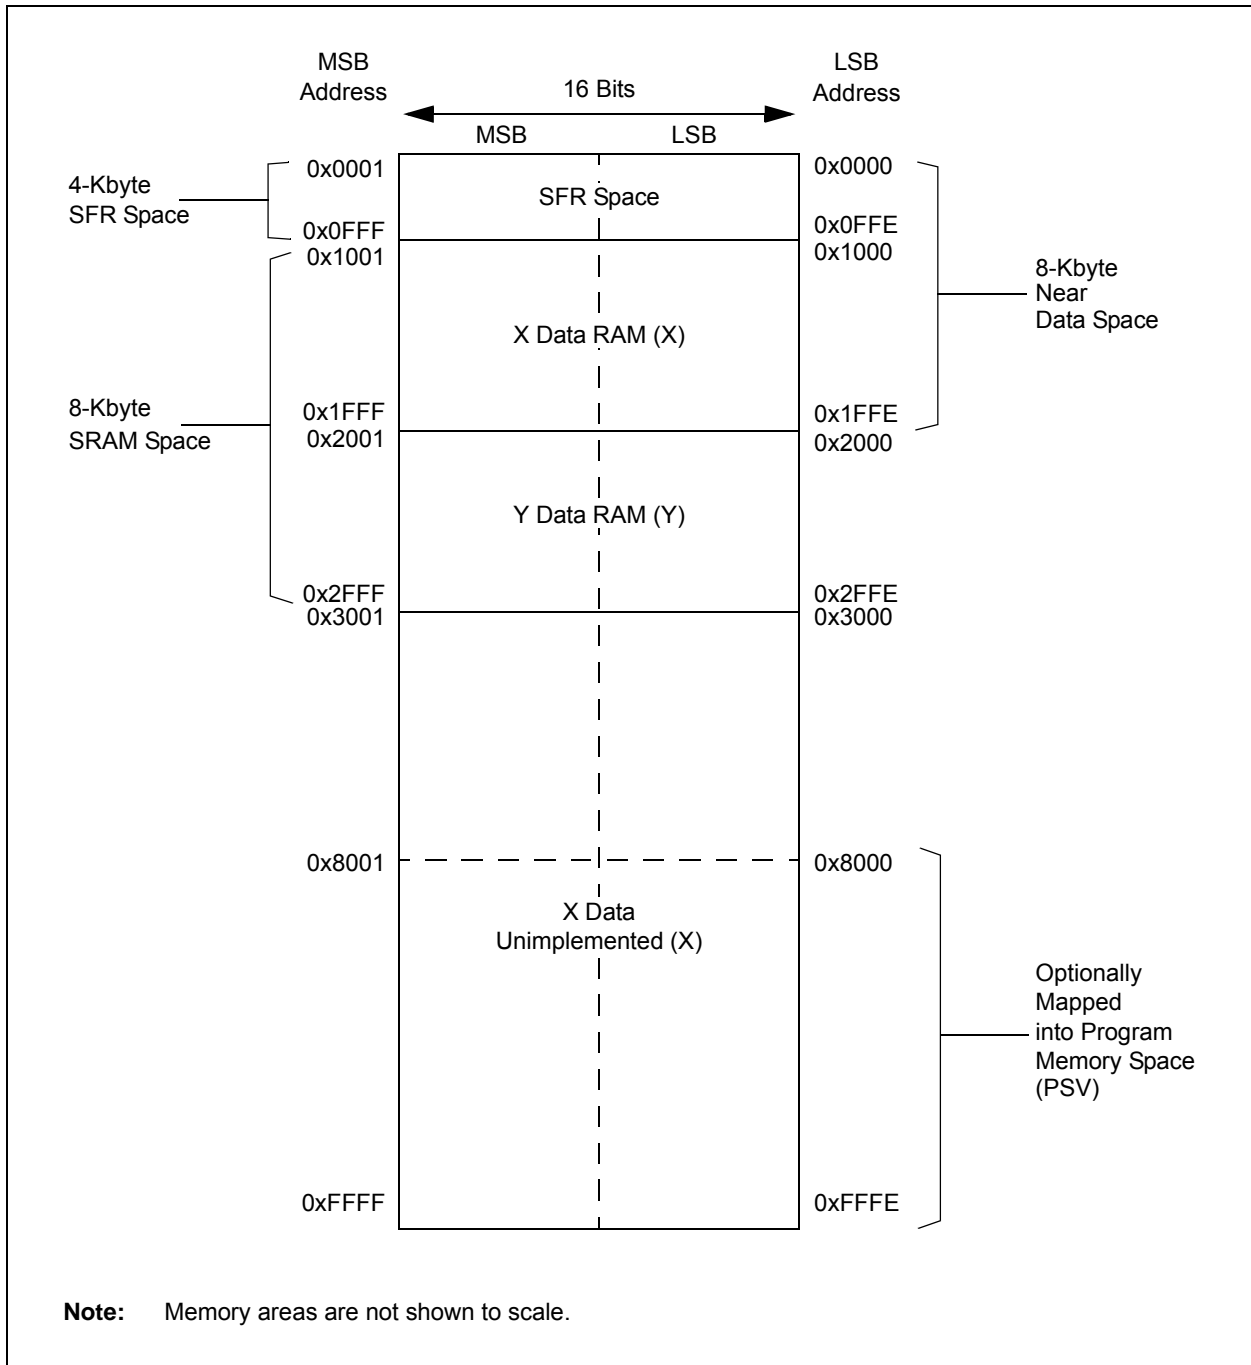 MSB
Address
LSB
Address
16 Bits
MSB
LSB
0x0001
0x0000
4-Kbyte
SFR Space
SFR Space
0x0FFF
0x0FFE
0x1001
0x1000
8-Kbyte
Near
Data Space
X Data RAM (X)
8-Kbyte
SRAM Space
0x1FFF
0x1FFE
0x2001
0x2000
Y Data RAM (Y)
0x2FFF
0x2FFE
0x3001
0x3000
0x8001
0x8000
X Data
Unimplemented (X)
Optionally
Mapped
into Program
Memory Space
(PSV)
0xFFFF
0xFFFE
Note: Memory areas are not shown to scale.